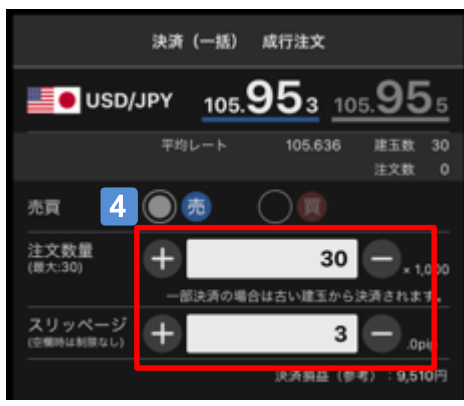 決済（一括） 成行注文
USD/JPY 105.953 105.955
平均レート 105.636 建玉数 30
注文数 0
売買 4 売 買
注文数量 + 30 − × 1,000
(最大:30)
一部決済の場合は古い建玉から決済されます。
スリッページ + 3 − .0pip
(空欄時は制限なし)
決済損益（参考）：9,510円